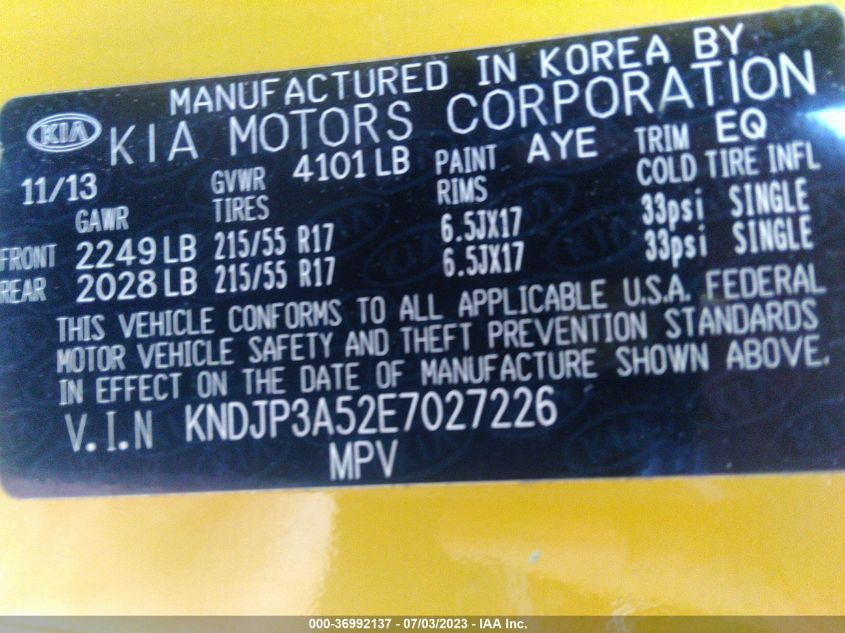 MANUFACTURED IN KOREA BY
KIA KIA MOTORS CORPORATION
11/13 GVWR 4101 LB PAINT AYE TRIM EQ
GAWR TIRES RIMS COLD TIRE INFL
FRONT 2249 LB 215/55 R17 6.5JX17 33psi SINGLE
REAR 2028 LB 215/55 R17 6.5JX17 33psi SINGLE
THIS VEHICLE CONFORMS TO ALL APPLICABLE U.S.A. FEDERAL
MOTOR VEHICLE SAFETY AND THEFT PREVENTION STANDARDS
IN EFFECT ON THE DATE OF MANUFACTURE SHOWN ABOVE.
V.I.N KNDJP3A52E7027226
MPV
000-36992137 - 07/03/2023 - IAA Inc.